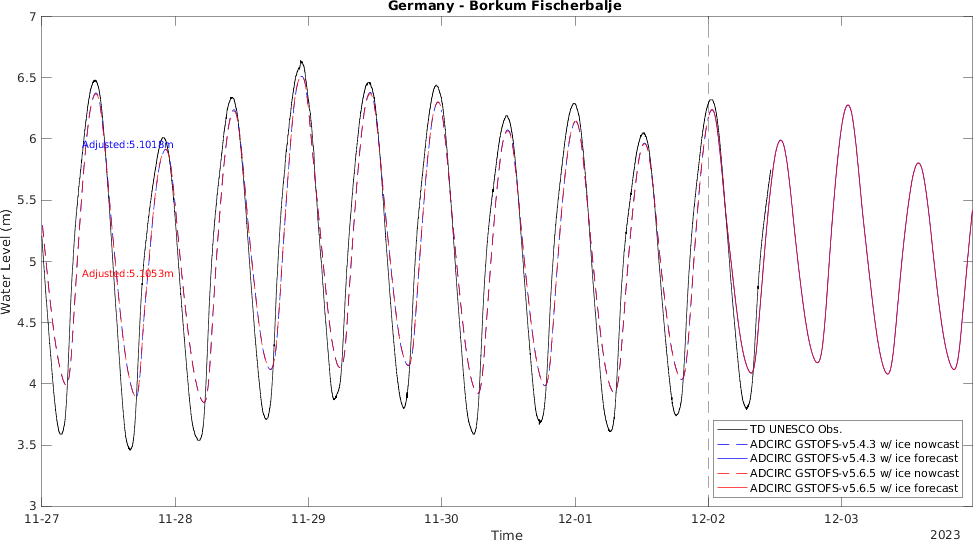 Germany - Borkum Fischerbalje
7
6.5
6
5.5
5
4.5
4
3.5
3
Water Level (m)
Adjusted:5.1018m
Adjusted:5.1053m
TD UNESCO Obs.
ADCIRC GSTOFS-v5.4.3 w/ ice nowcast
ADCIRC GSTOFS-v5.4.3 w/ ice forecast
ADCIRC GSTOFS-v5.6.5 w/ ice nowcast
ADCIRC GSTOFS-v5.6.5 w/ ice forecast
11-27 11-28 11-29 11-30 12-01 12-02 12-03
Time
2023